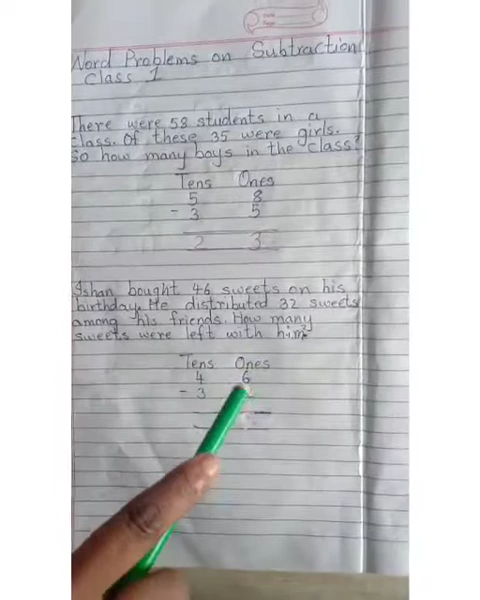 Word Problems on Subtraction
Class 1
There were 58 students in a
class. Of these 35 were girls.
So how many boys in the class?
Tens Ones
5 8
- 3 5
2 3
Ishan bought 46 sweets on his
birthday. He distributed 32 sweets
among his friends. How many
sweets were left with him?
Tens Ones
4 6
- 3